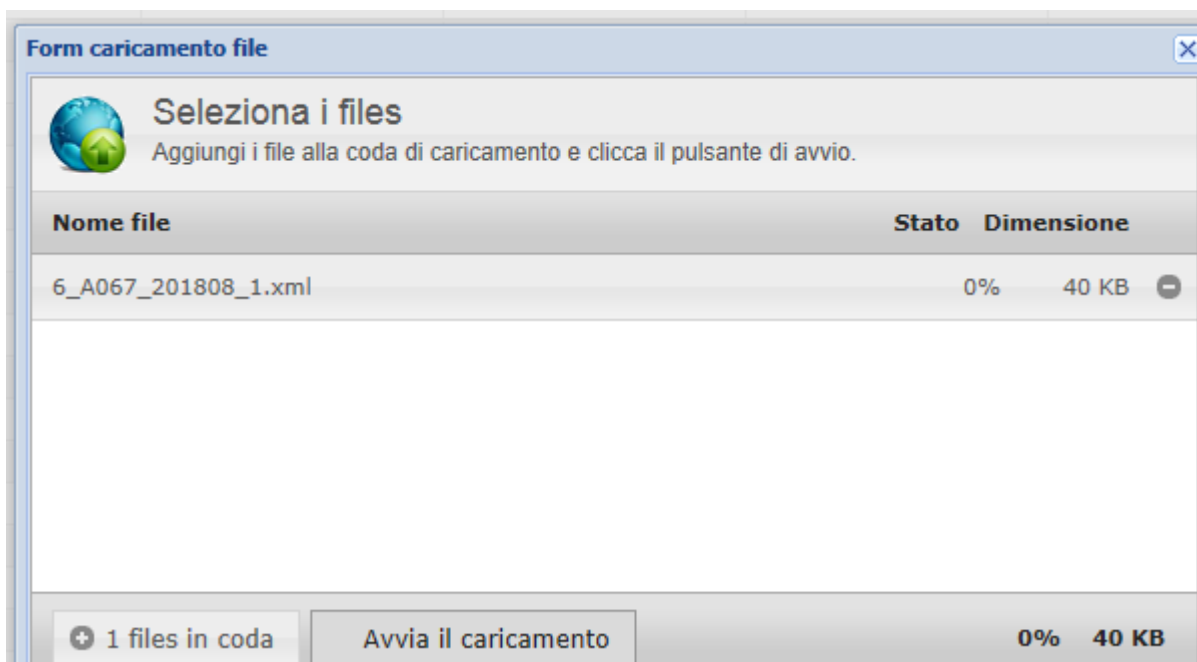 Form caricamento file
Seleziona i files
Aggiungi i file alla coda di caricamento e clicca il pulsante di avvio.
Nome file Stato Dimensione
6_A067_201808_1.xml 0% 40 KB
1 files in coda Avvia il caricamento 0% 40 KB